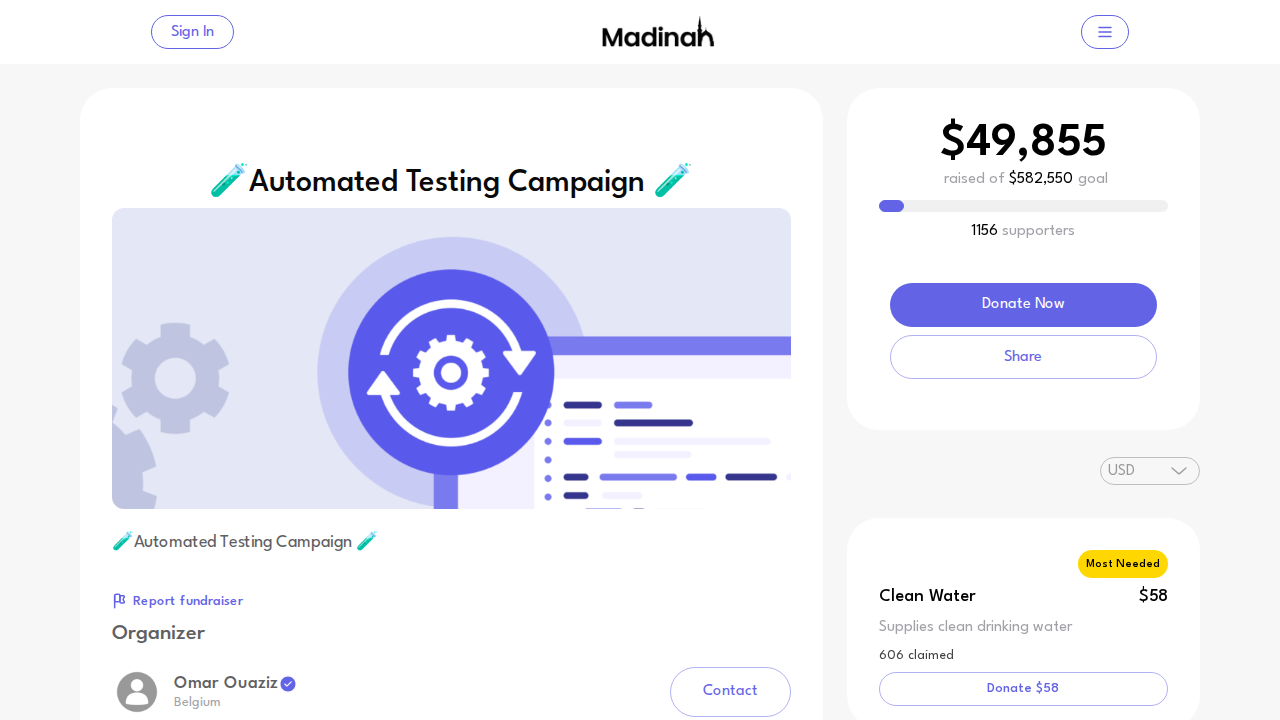 Sign In
Madinah
🧪Automated Testing Campaign 🧪
🧪Automated Testing Campaign 🧪
Report fundraiser
Organizer
Omar Ouaziz
Belgium
Contact
$49,855
raised of $582,550 goal
1156 supporters
Donate Now
Share
USD
Most Needed
Clean Water $58
Supplies clean drinking water
606 claimed
Donate $58